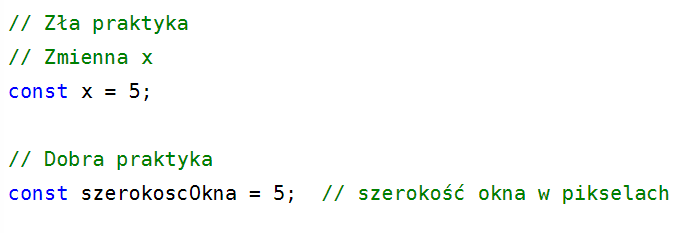 // Zła praktyka
// Zmienna x
const x = 5;
// Dobra praktyka
const szerokoscOkna = 5;  // szerokość okna w pikselach